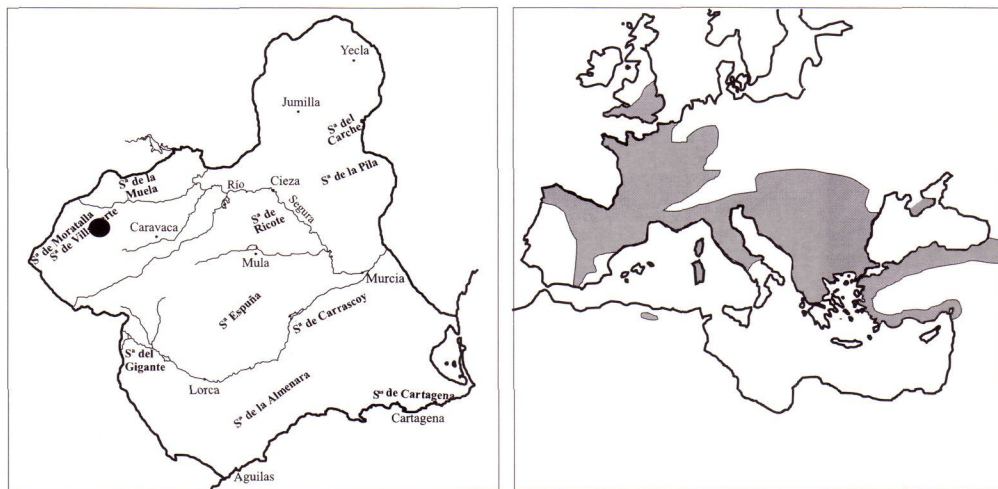 Yecla
Jumilla
Sª del
Carche
Sª de la Pila
Sª de la
Muela
Río
Cieza
Segura
Sª de
Ricote
Sª de Moratalla
Sª de
Caravaca
Mula
Murcia
Sª Espuña
Sª de Carrascoy
Sª del
Gigante
Lorca
Sª de la Almenara
Sª de Cartagena
Cartagena
Aguilas